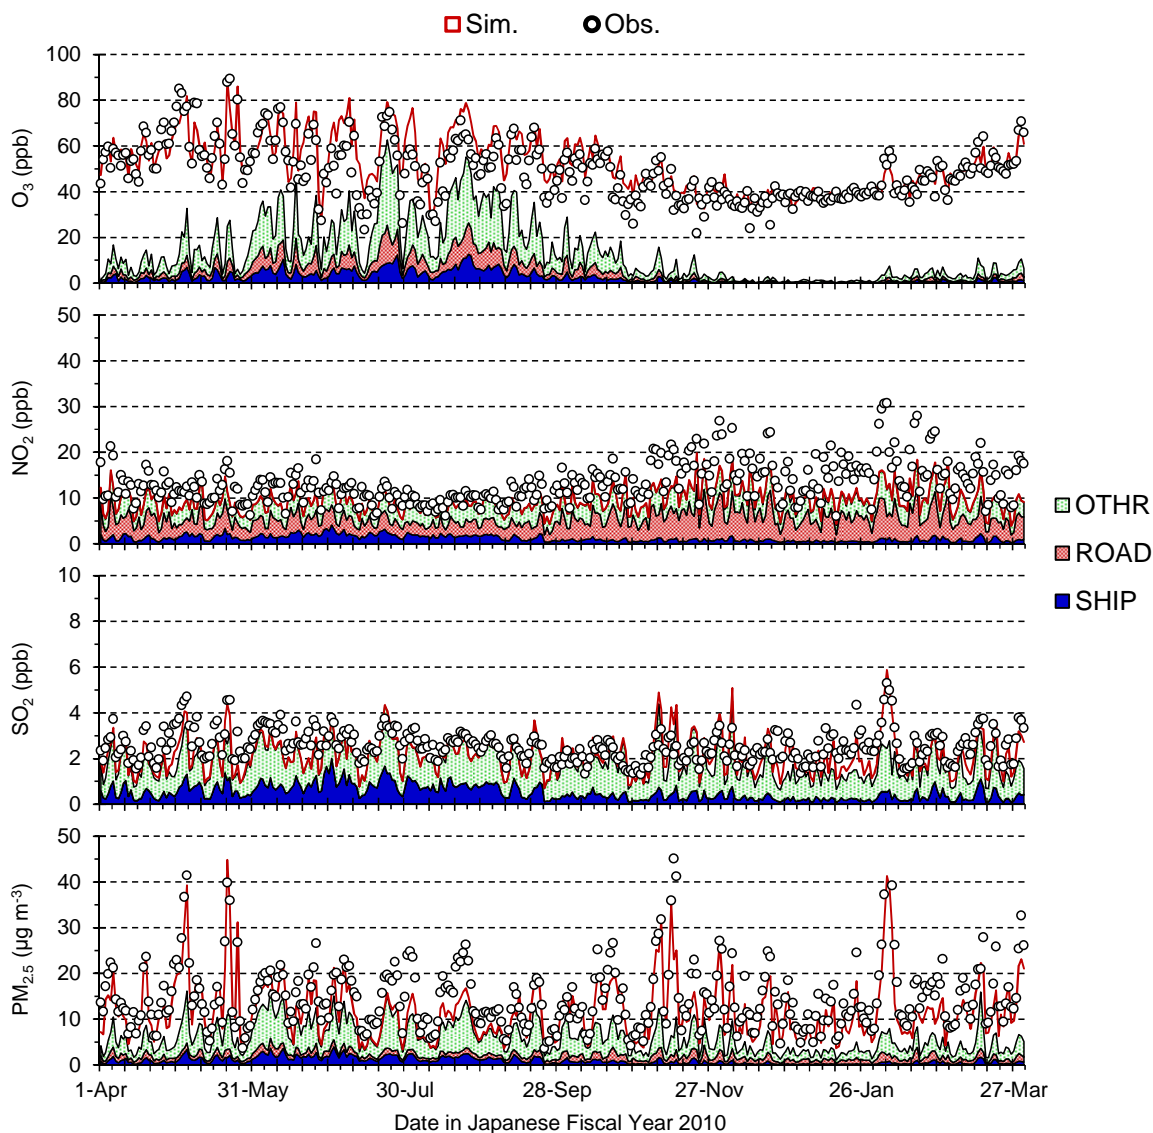 Sim. Obs.
O3 (ppb)
100
80
60
40
20
0
NO2 (ppb)
50
40
30
20
10
0
SO2 (ppb)
10
8
6
4
2
0
PM2.5 (µg m-3)
50
40
30
20
10
0
1-Apr 31-May 30-Jul 28-Sep 27-Nov 26-Jan 27-Mar
Date in Japanese Fiscal Year 2010
OTHR
ROAD
SHIP